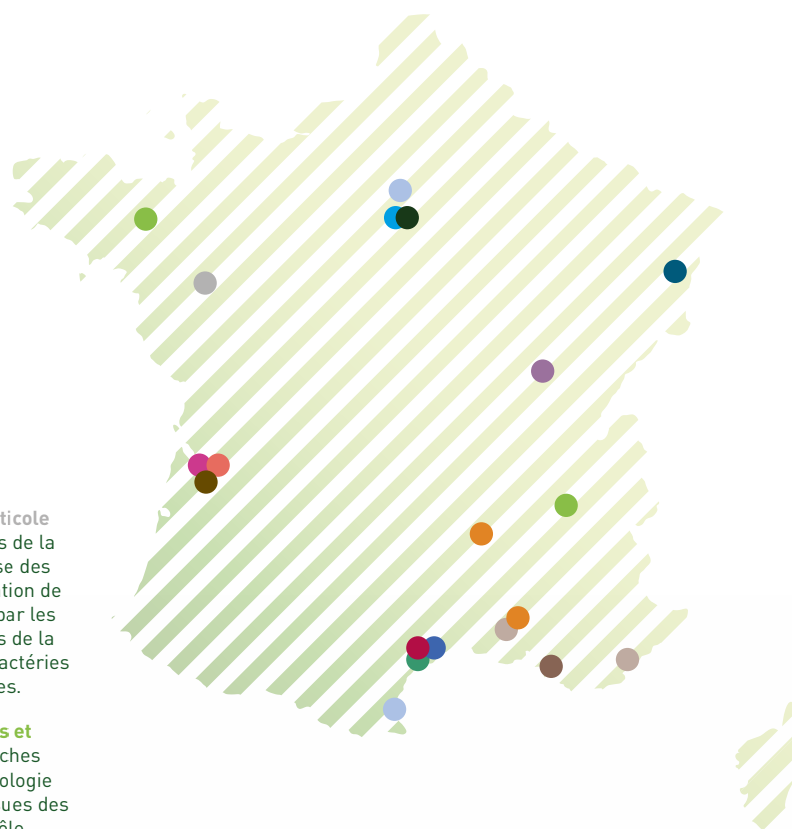 ticole
s de la
se des
tion de
par les
s de la
actéries
es.
s et
ches
ologie
ues des